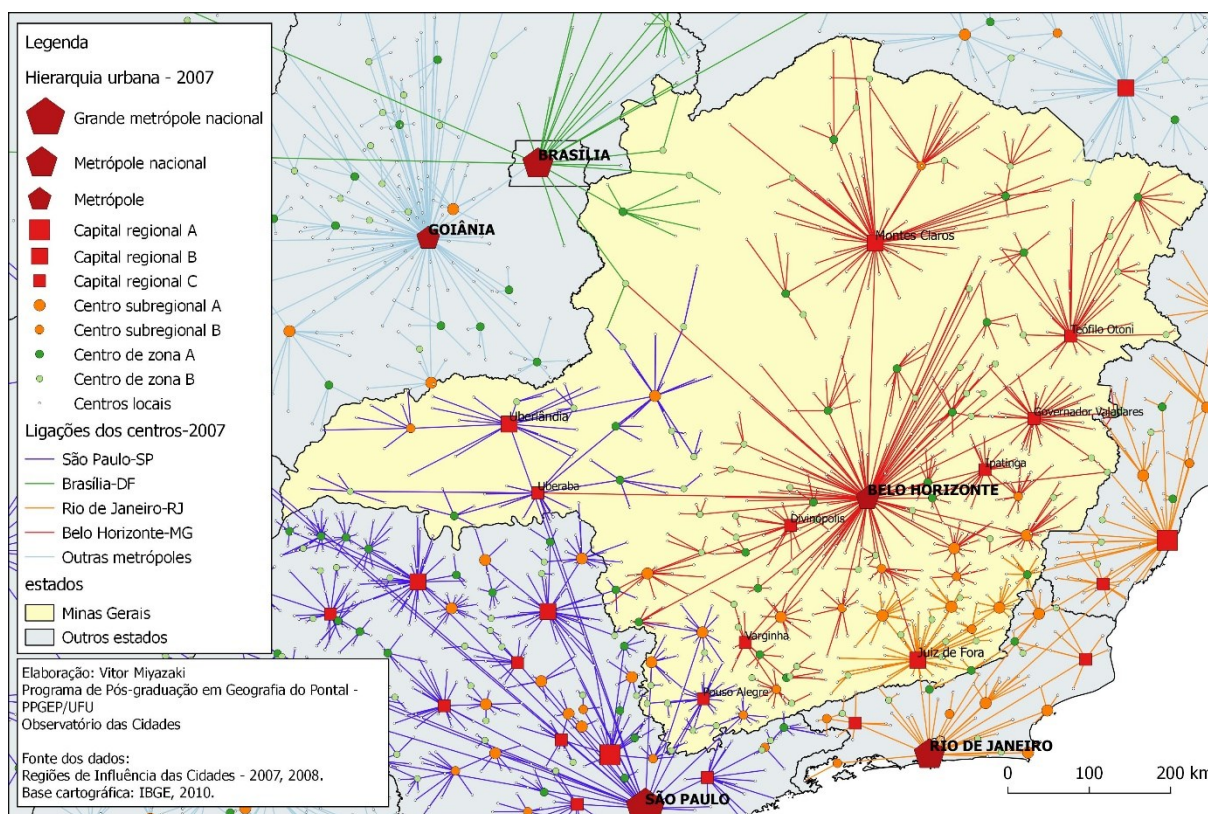 Legenda
Hierarquia urbana - 2007
Grande metrópole nacional
Metrópole nacional
Metrópole
Capital regional A
Capital regional B
Capital regional C
Centro subregional A
Centro subregional B
Centro de zona A
Centro de zona B
Centros locais
Ligações dos centros-2007
São Paulo-SP
Brasília-DF
Rio de Janeiro-RJ
Belo Horizonte-MG
Outras metrópoles
estados
Minas Gerais
Outros estados
Elaboração: Vitor Miyazaki
Programa de Pós-graduação em Geografia do Pontal -
PPGEP/UFU
Observatório das Cidades
Fonte dos dados:
Regiões de Influência das Cidades - 2007, 2008.
Base cartográfica: IBGE, 2010.
BRASÍLIA
GOIÂNIA
Montes Claros
Teofilo Otoni
Uberlândia
Governador Valadares
Ipatinga
Uberaba
BELO HORIZONTE
Divinópolis
Varginha
Juiz de Fora
Pouso Alegre
RIO DE JANEIRO
SÃO PAULO
0 100 200 km